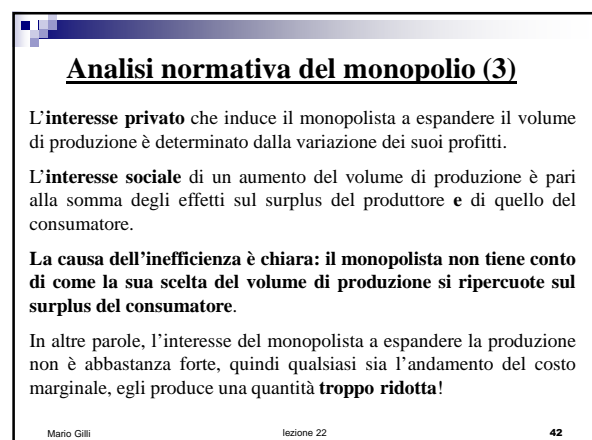 Analisi normativa del monopolio (3)
L’interesse privato che induce il monopolista a espandere il volume
di produzione è determinato dalla variazione dei suoi profitti.
L’interesse sociale di un aumento del volume di produzione è pari
alla somma degli effetti sul surplus del produttore e di quello del
consumatore.
La causa dell’inefficienza è chiara: il monopolista non tiene conto
di come la sua scelta del volume di produzione si ripercuote sul
surplus del consumatore.
In altre parole, l’interesse del monopolista a espandere la produzione
non è abbastanza forte, quindi qualsiasi sia l’andamento del costo
marginale, egli produce una quantità troppo ridotta!
Mario Gilli lezione 22 42